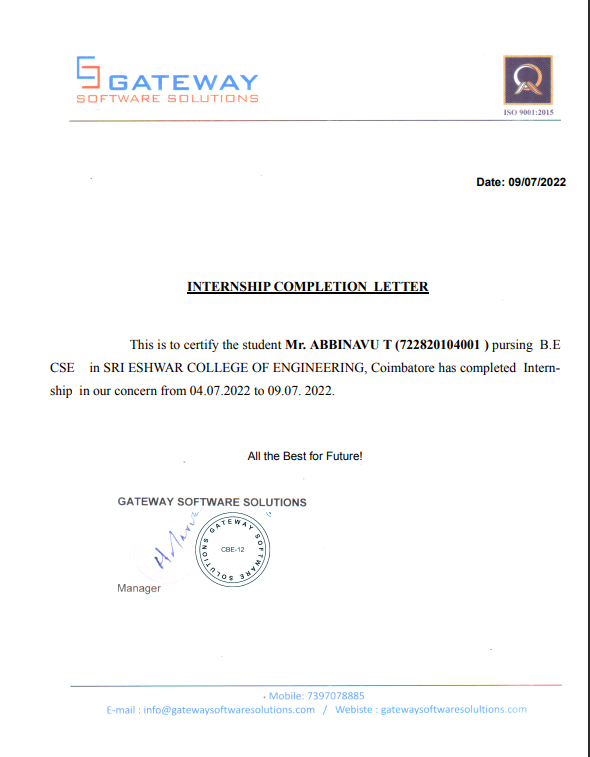 GATEWAY
SOFTWARE SOLUTIONS
ISO 9001:2015
Date: 09/07/2022
INTERNSHIP COMPLETION LETTER
This is to certify the student Mr. ABBINAVU T (722820104001 ) pursing B.E
CSE in SRI ESHWAR COLLEGE OF ENGINEERING, Coimbatore has completed Intern-
ship in our concern from 04.07.2022 to 09.07. 2022.
All the Best for Future!
GATEWAY SOFTWARE SOLUTIONS
GATEWAY SOFTWARE SOLUTIONS
CBE-12
Manager
Mobile: 7397078885
E-mail : info@gatewaysoftwaresolutions.com / Webiste : gatewaysoftwaresolultions.com